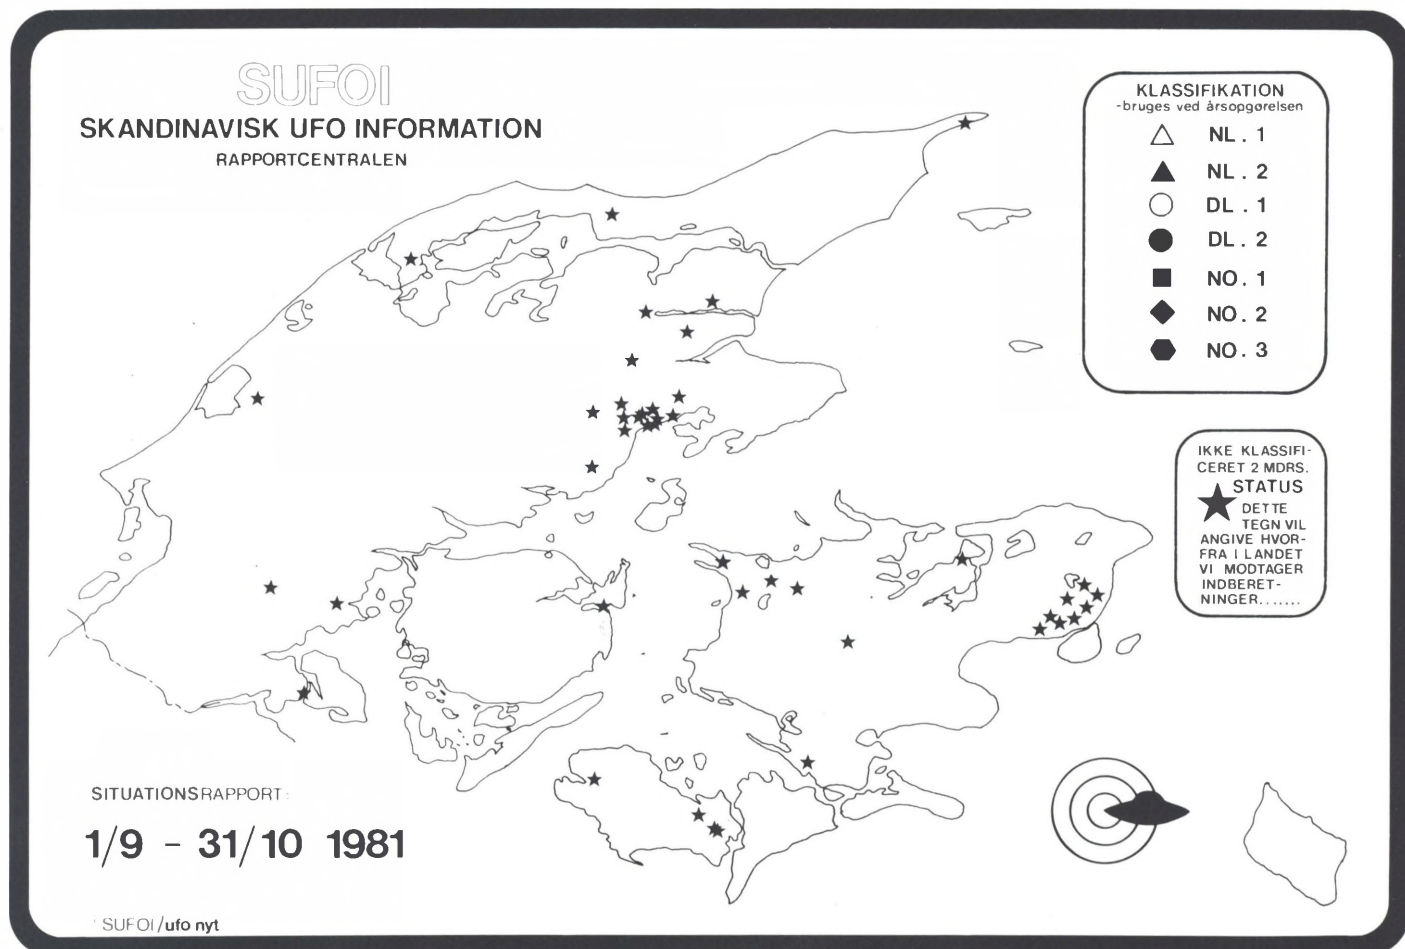 SUFOI
SKANDINAVISK UFO INFORMATION
RAPPORTCENTRALEN
KLASSIFIKATION
-bruges ved årsopgørelsen
NL. 1
NL. 2
DL. 1
DL. 2
NO. 1
NO. 2
NO. 3
IKKE KLASSIFI-
CERET 2 MDRS.
STATUS
DETTE
TEGN VIL
ANGIVE HVOR-
FRA I LANDET
VI MODTAGER
INDBERET-
NINGER.......
SITUATIONSRAPPORT:
1/9 - 31/10 1981
SUFOI/ufo nyt